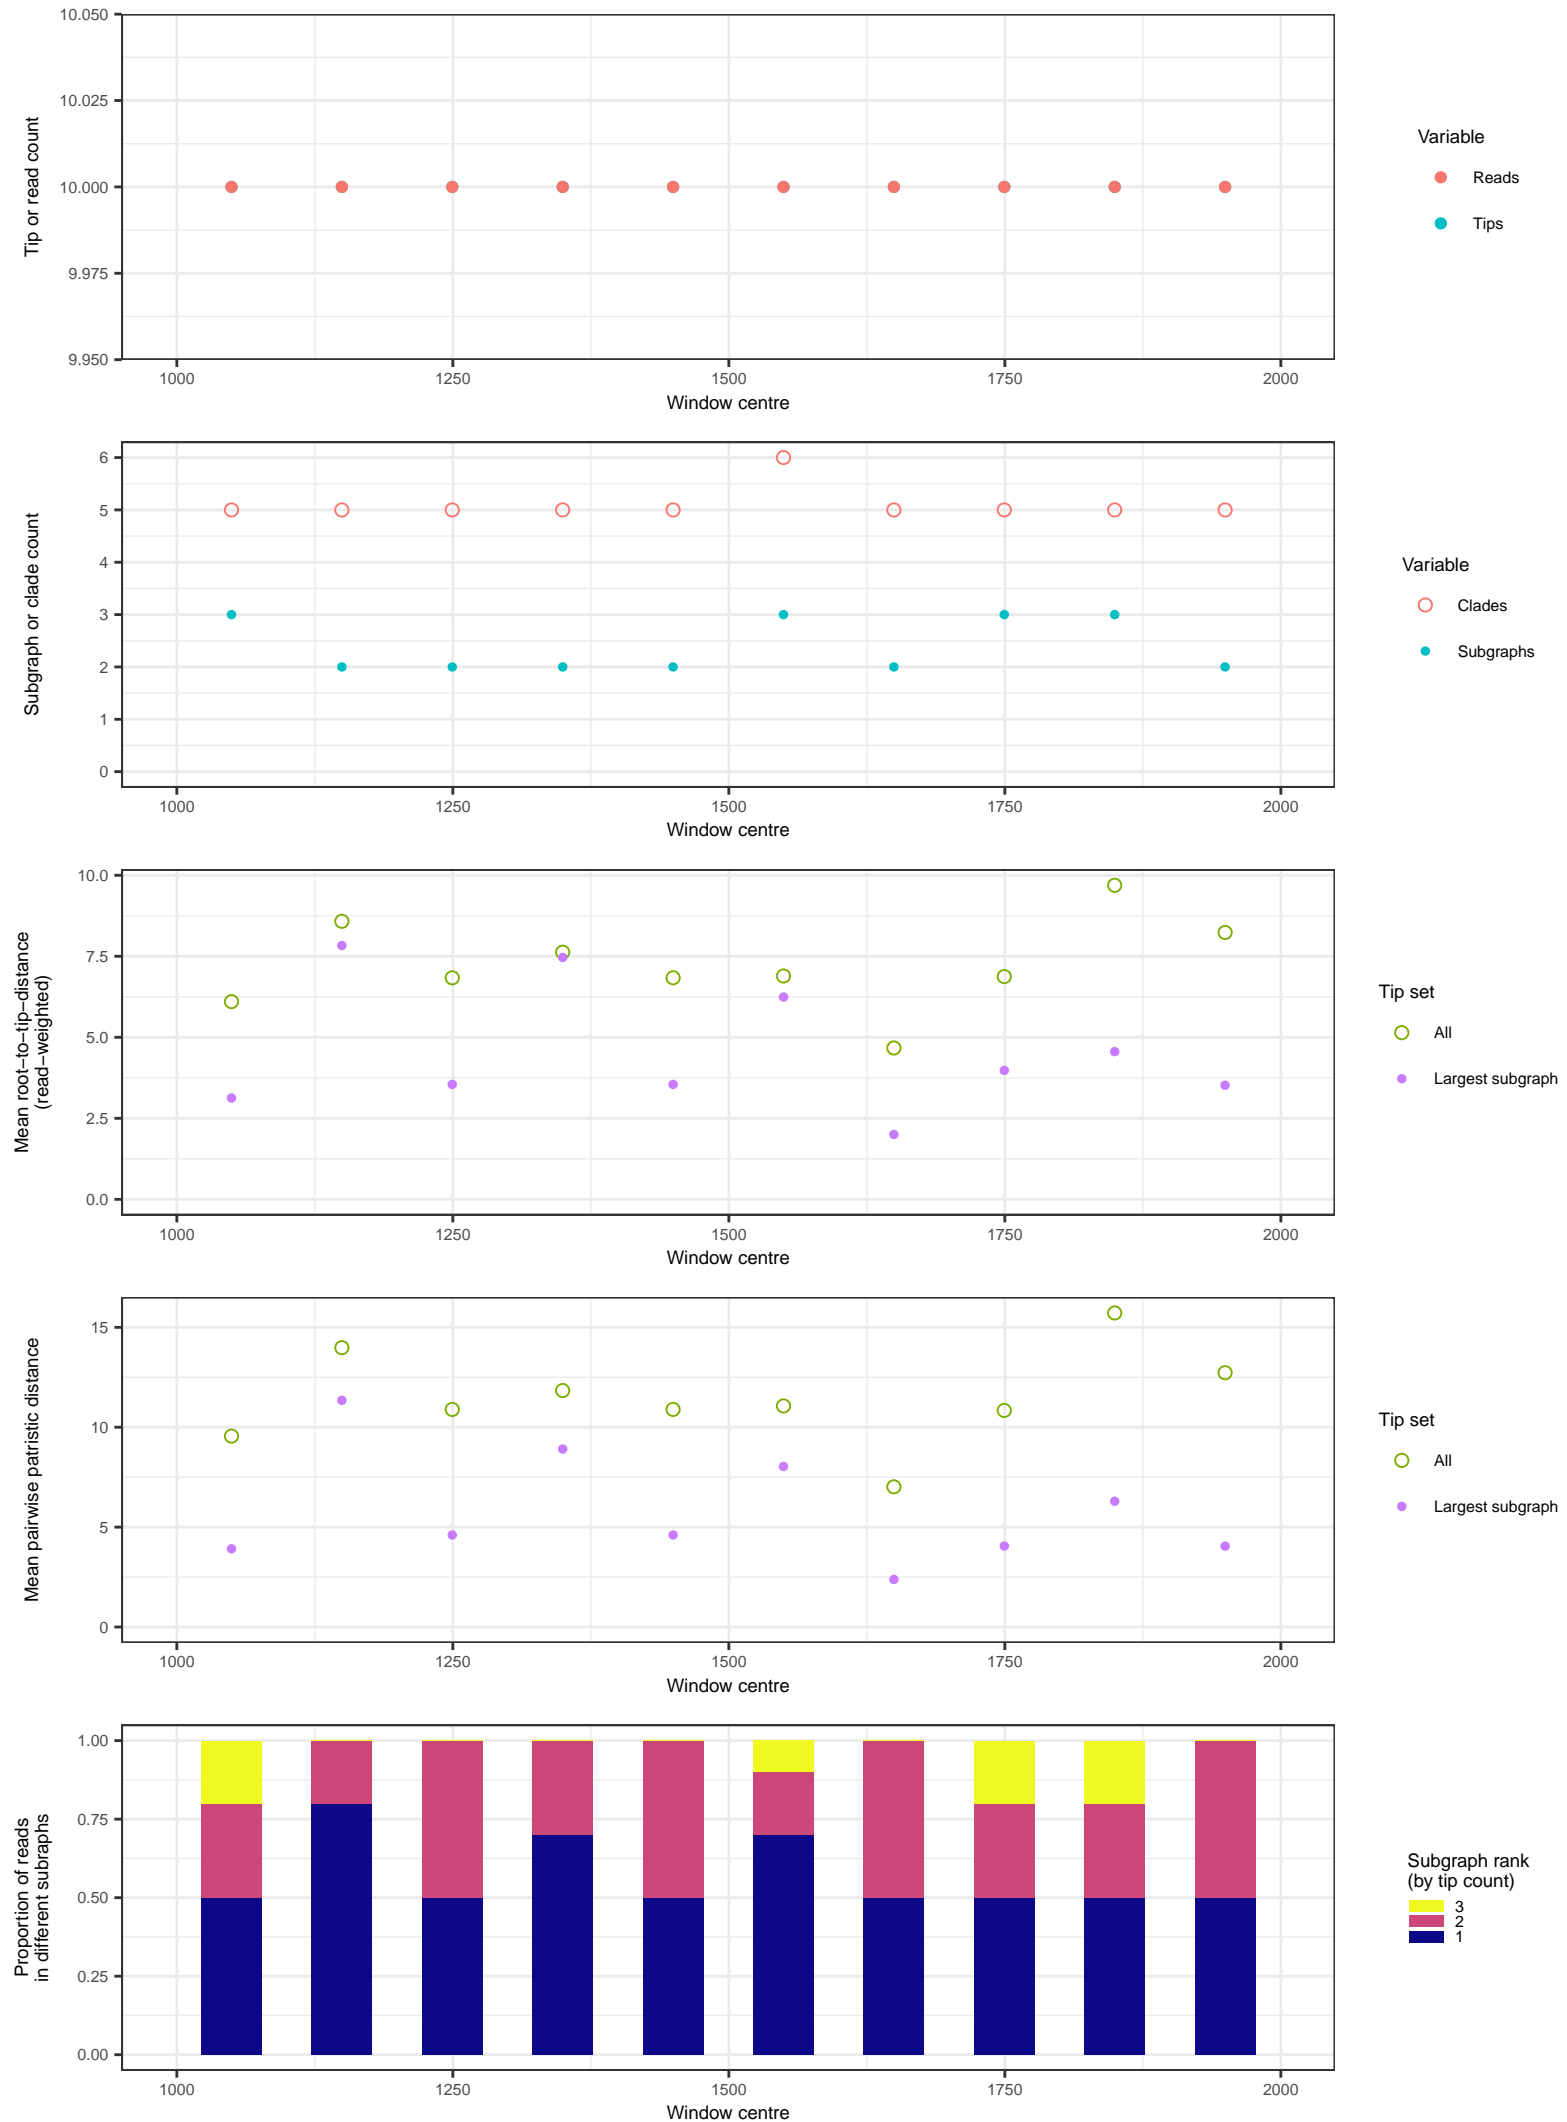 10.050
10.025
10.000
9.975
9.950
Tip or read count
1000 1250 1500 1750 2000
Window centre
Variable
Reads
Tips
6
5
4
3
2
1
0
Subgraph or clade count
1000 1250 1500 1750 2000
Window centre
Variable
Clades
Subgraphs
10.0
7.5
5.0
2.5
0.0
Mean root−to−tip−distance
(read−weighted)
1000 1250 1500 1750 2000
Window centre
Tip set
All
Largest subgraph
15
10
5
0
Mean pairwise patristic distance
1000 1250 1500 1750 2000
Window centre
Tip set
All
Largest subgraph
1.00
0.75
0.50
0.25
0.00
Proportion of reads
in different subraphs
1000 1250 1500 1750 2000
Window centre
Subgraph rank
(by tip count)
3
2
1